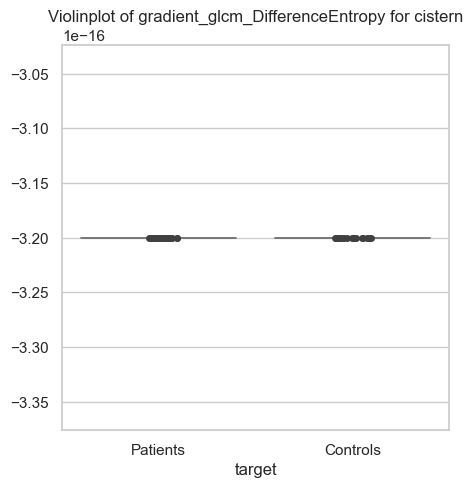 Violinplot of gradient_glcm_DifferenceEntropy for cistern
1e−16
−3.05
−3.10
−3.15
−3.20
−3.25
−3.30
−3.35
Patients Controls
target